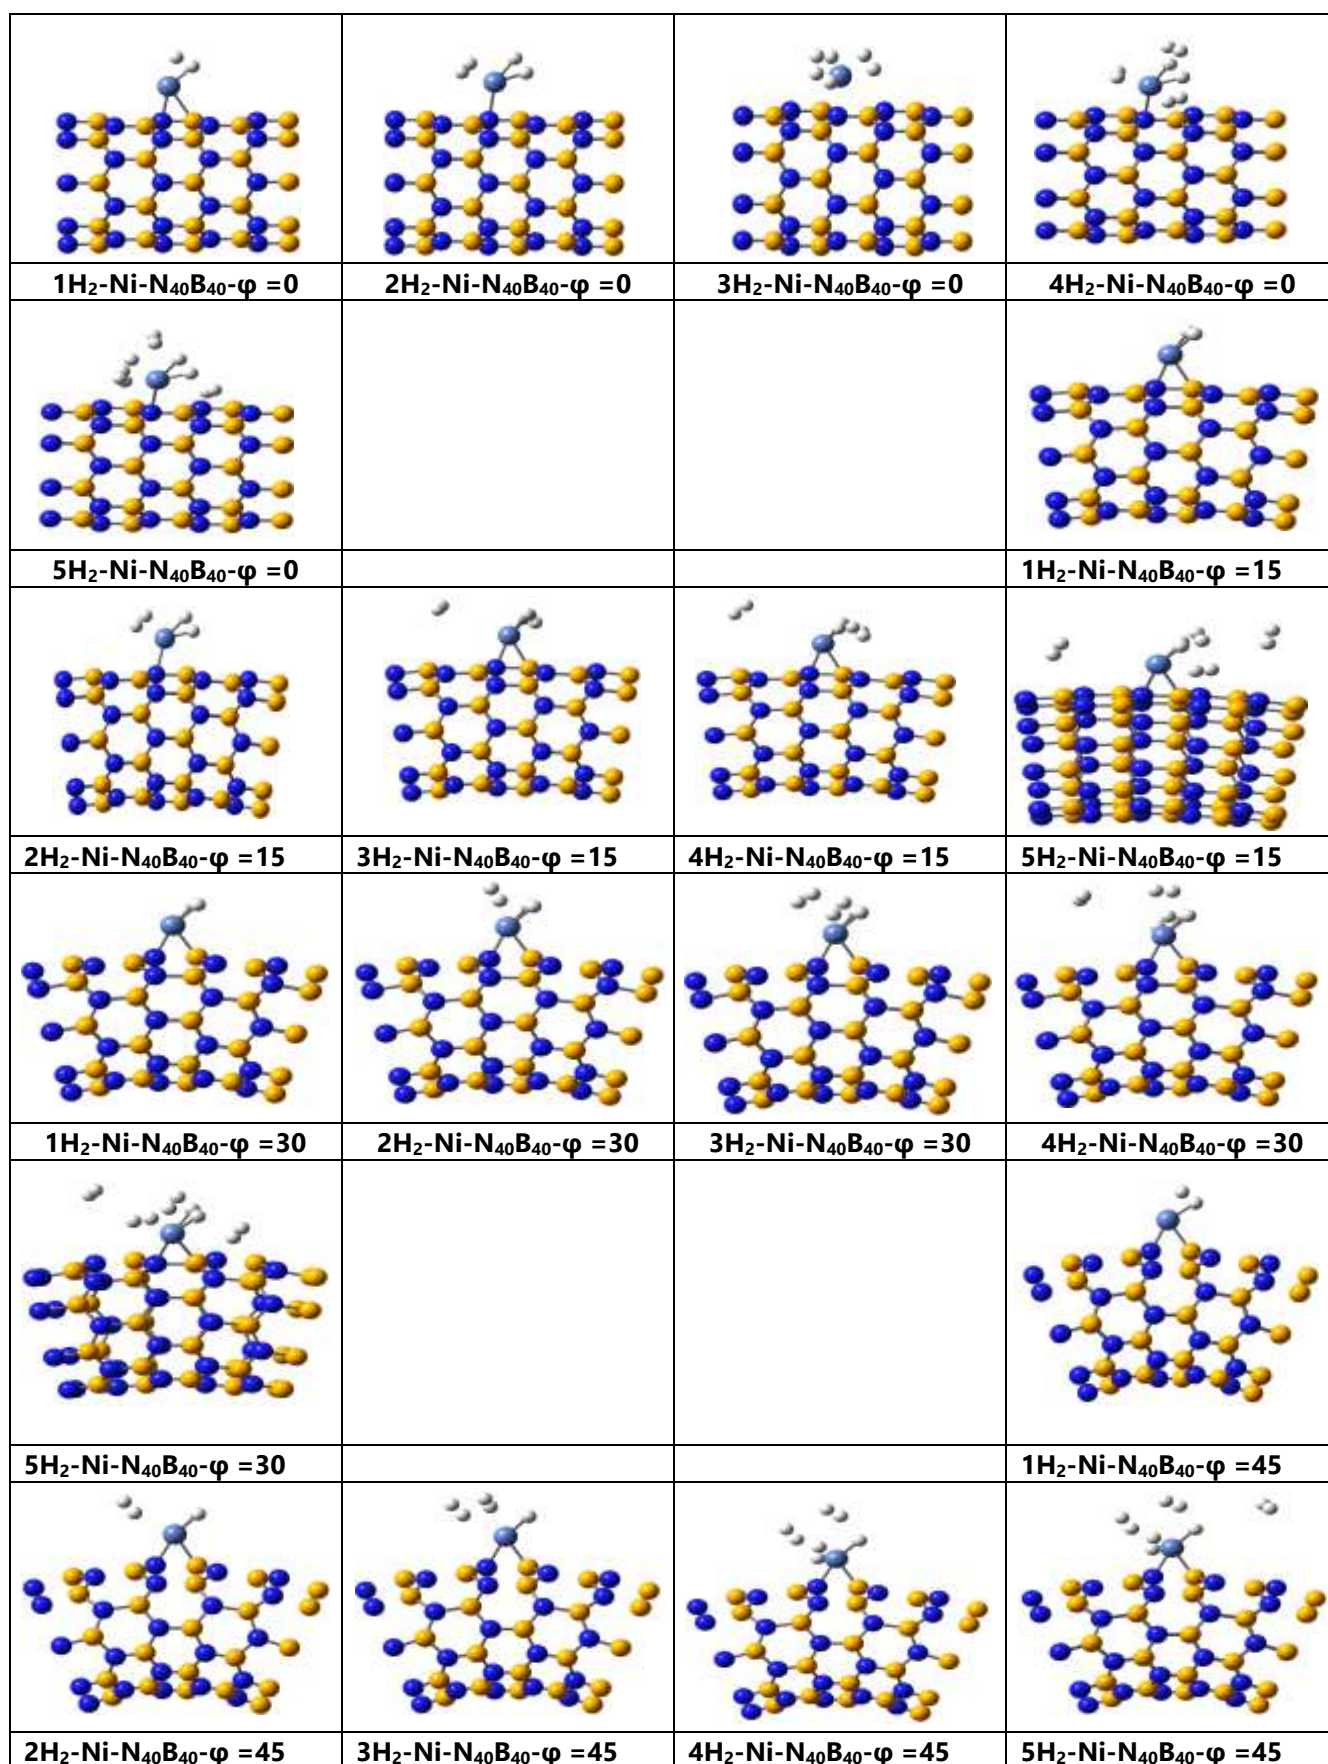 1H₂-Ni-N₄₀B₄₀-φ =0 2H₂-Ni-N₄₀B₄₀-φ =0 3H₂-Ni-N₄₀B₄₀-φ =0 4H₂-Ni-N₄₀B₄₀-φ =0
5H₂-Ni-N₄₀B₄₀-φ =0 1H₂-Ni-N₄₀B₄₀-φ =15
2H₂-Ni-N₄₀B₄₀-φ =15 3H₂-Ni-N₄₀B₄₀-φ =15 4H₂-Ni-N₄₀B₄₀-φ =15 5H₂-Ni-N₄₀B₄₀-φ =15
1H₂-Ni-N₄₀B₄₀-φ =30 2H₂-Ni-N₄₀B₄₀-φ =30 3H₂-Ni-N₄₀B₄₀-φ =30 4H₂-Ni-N₄₀B₄₀-φ =30
5H₂-Ni-N₄₀B₄₀-φ =30 1H₂-Ni-N₄₀B₄₀-φ =45
2H₂-Ni-N₄₀B₄₀-φ =45 3H₂-Ni-N₄₀B₄₀-φ =45 4H₂-Ni-N₄₀B₄₀-φ =45 5H₂-Ni-N₄₀B₄₀-φ =45